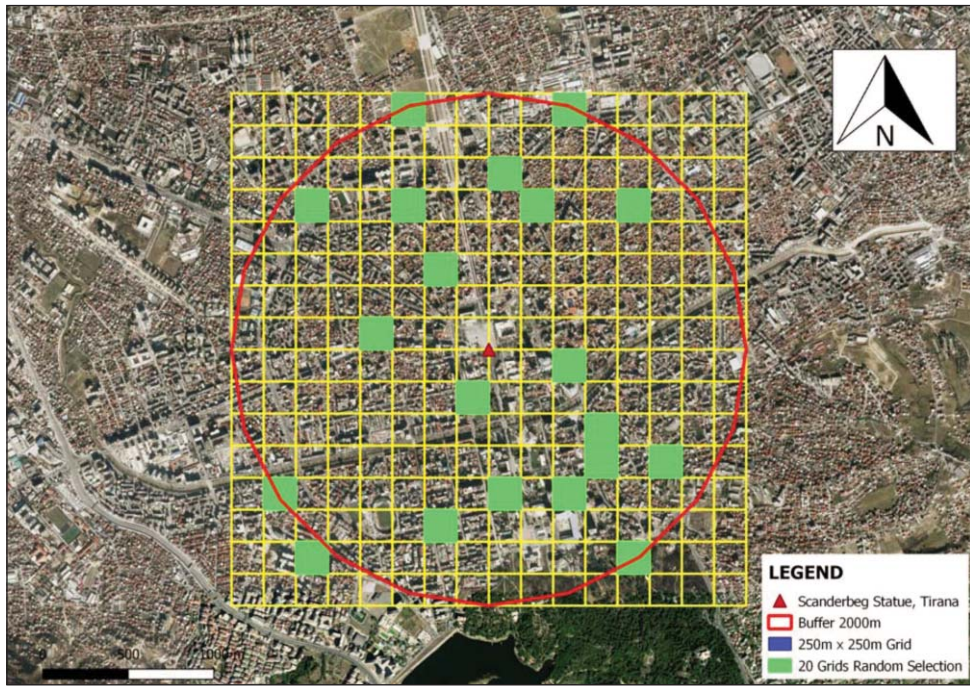 N
LEGEND
Scanderbeg Statue, Tirana
Buffer 2000m
250m x 250m Grid
20 Grids Random Selection
0 500 1000 m